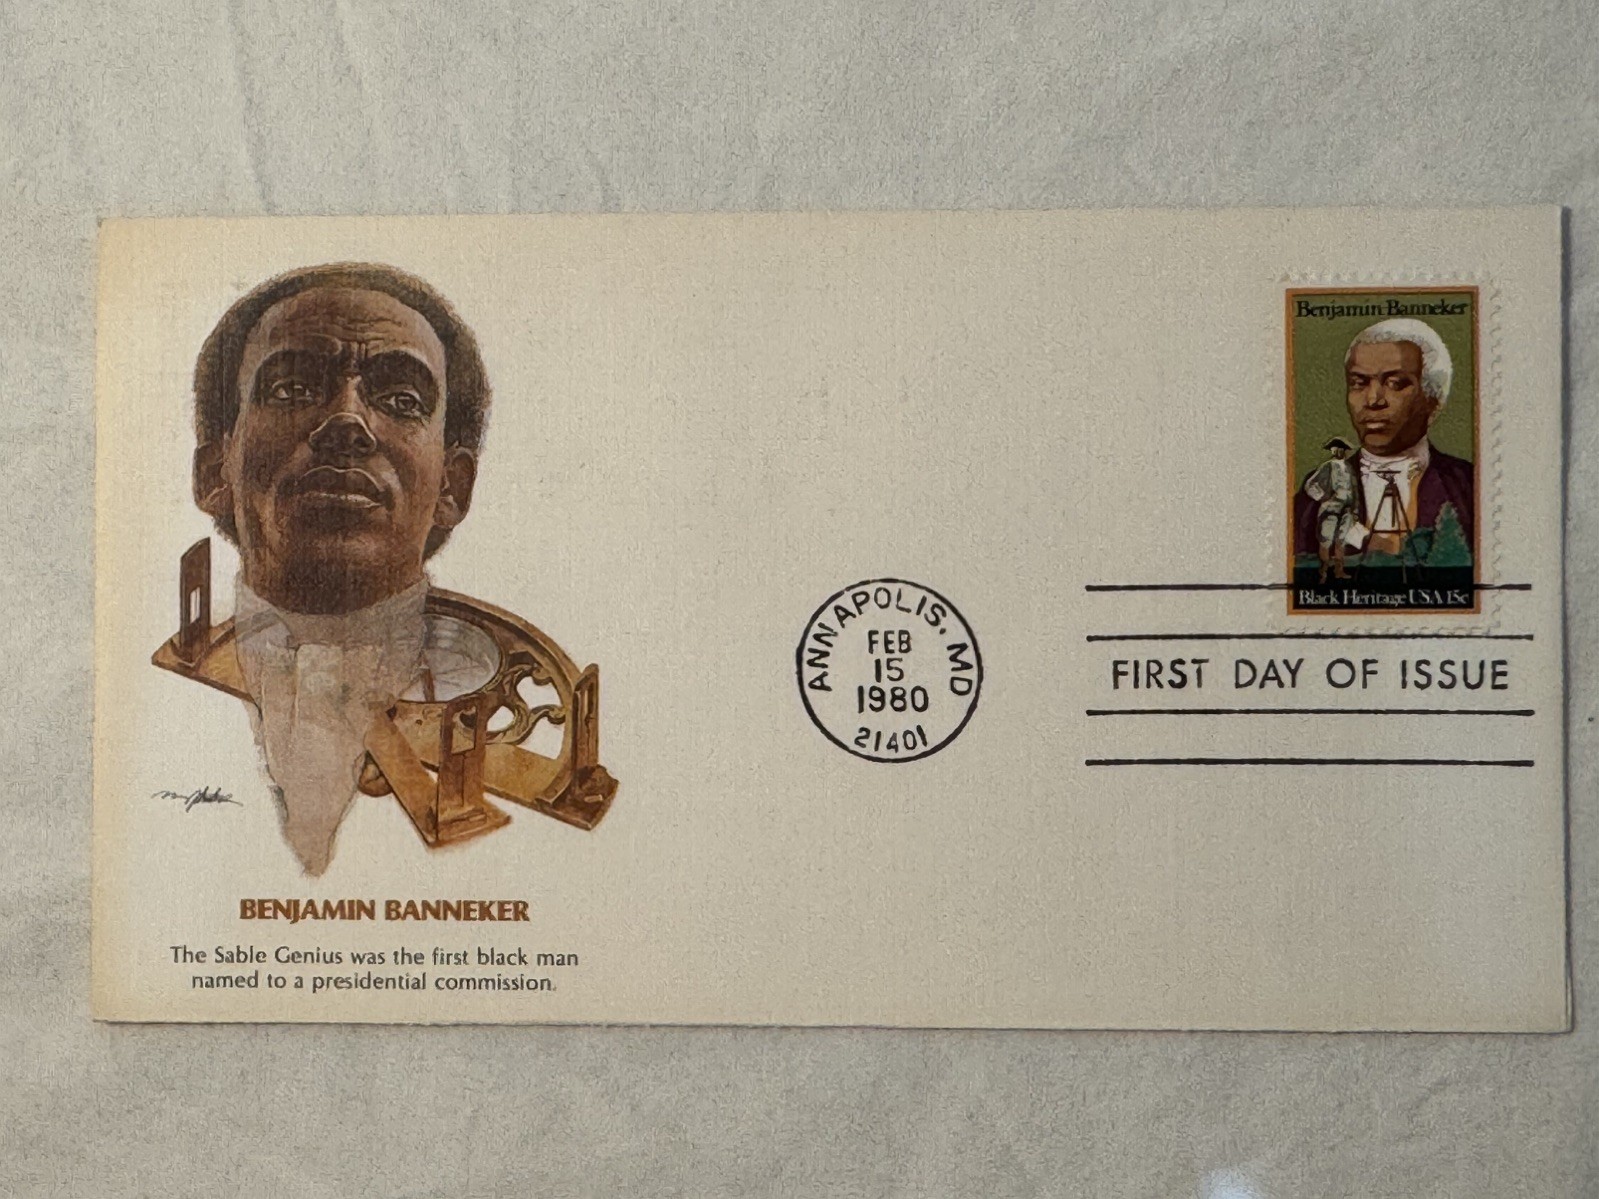 Benjamin Banneker
Black Heritage USA 15c
ANNAPOLIS, MD
FEB
15
1980
21401
FIRST DAY OF ISSUE
BENJAMIN BANNEKER
The Sable Genius was the first black man
named to a presidential commission.